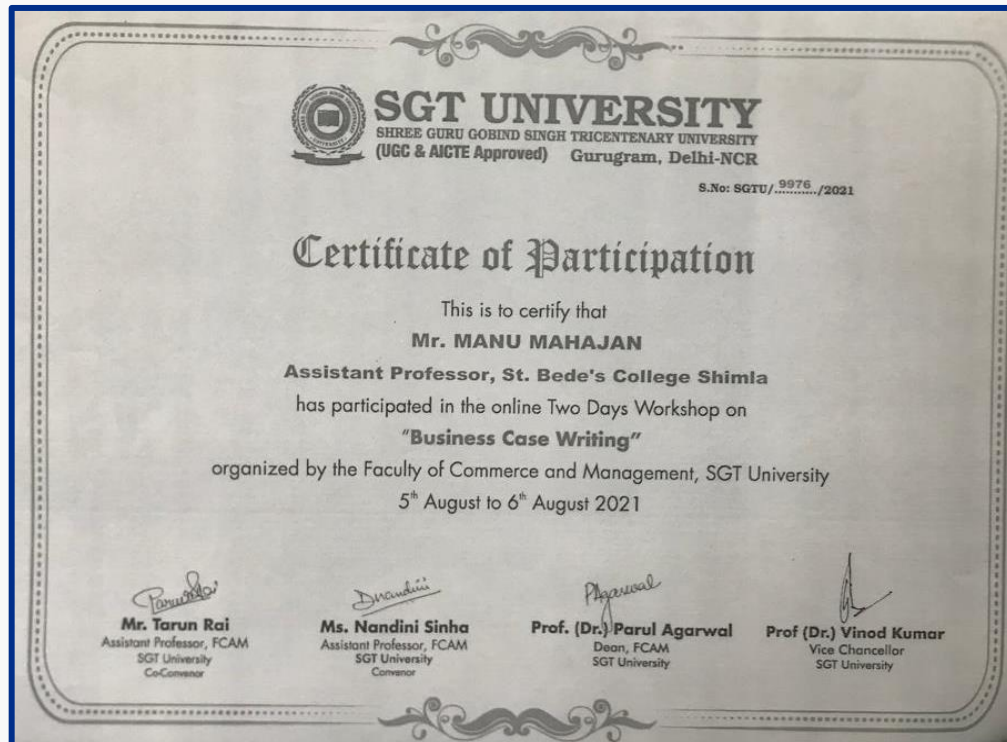 SGT UNIVERSITY
SHREE GURU GOBIND SINGH TRICENTENARY UNIVERSITY
(UGC & AICTE Approved) Gurugram, Delhi-NCR
S.No: SGTU/.9976./2021
Certificate of Participation
This is to certify that
Mr. MANU MAHAJAN
Assistant Professor, St. Bede's College Shimla
has participated in the online Two Days Workshop on
"Business Case Writing"
organized by the Faculty of Commerce and Management, SGT University
5th August to 6th August 2021
PAgarwal
Mr. Tarun Rai
Assistant Professor, FCAM
SGT University
Co-Convenor
Ms. Nandini Sinha
Assistant Professor, FCAM
SGT University
Convenor
Prof. (Dr.) Parul Agarwal
Dean, FCAM
SGT University
Prof (Dr.) Vinod Kumar
Vice Chancellor
SGT University